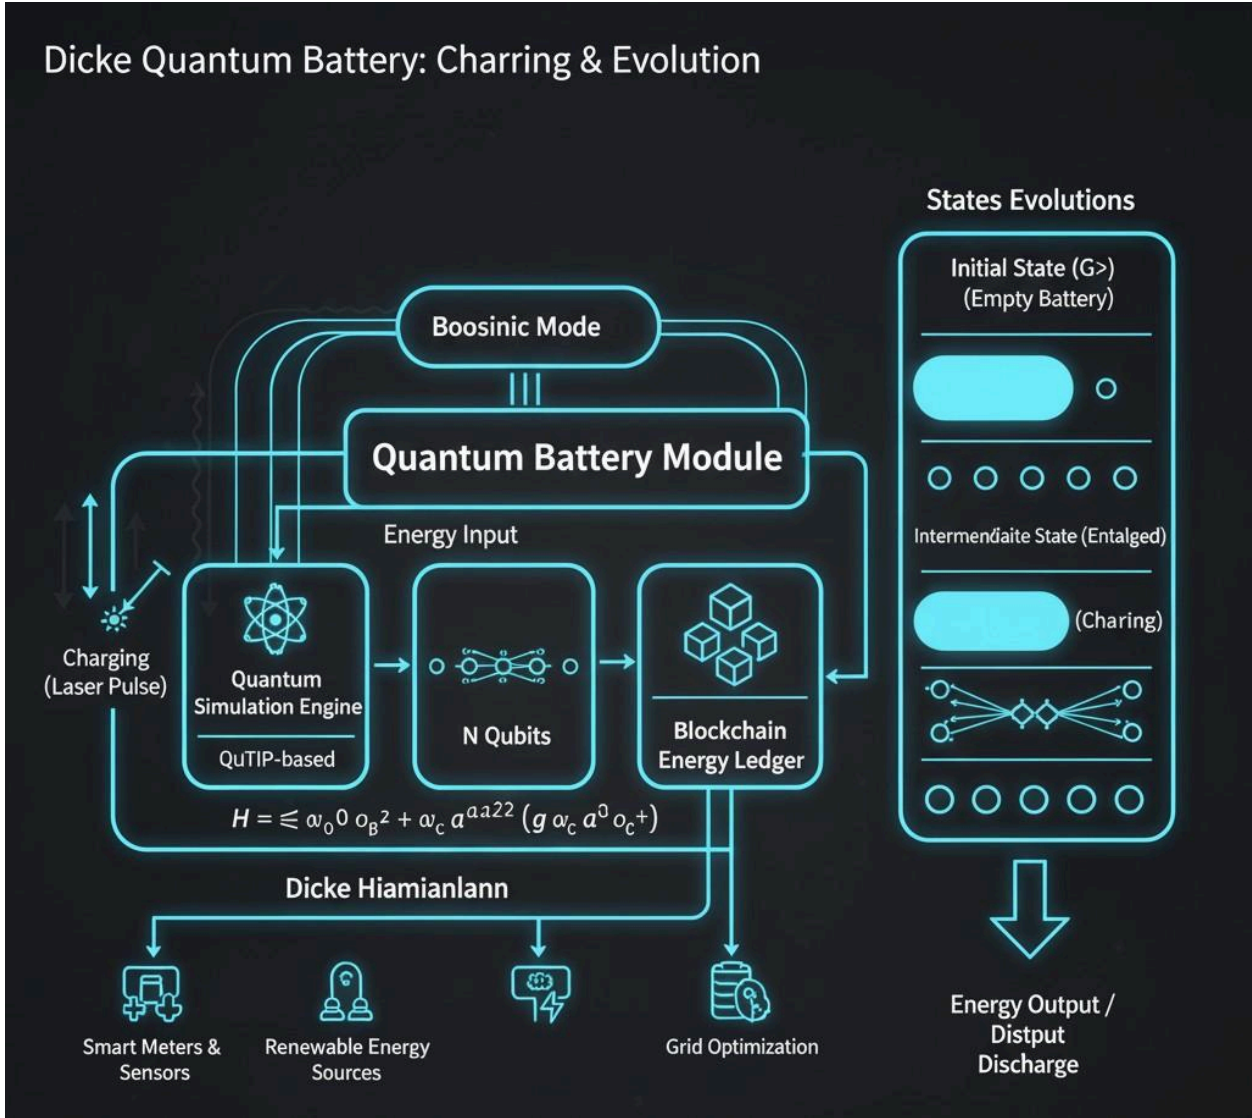 Dicke Quantum Battery: Charring & Evolution
States Evolutions
Initial State (G>)
(Empty Battery)
Boosinic Mode
Quantum Battery Module
Energy Input
Intermendiaite State (Entalged)
(Charing)
Charging
(Laser Pulse)
Quantum
Simulation Engine
QuTIP-based
N Qubits
Blockchain
Energy Ledger
Dicke Hiamianlann
Smart Meters &
Sensors
Renewable Energy
Sources
Grid Optimization
Energy Output /
Distput
Discharge